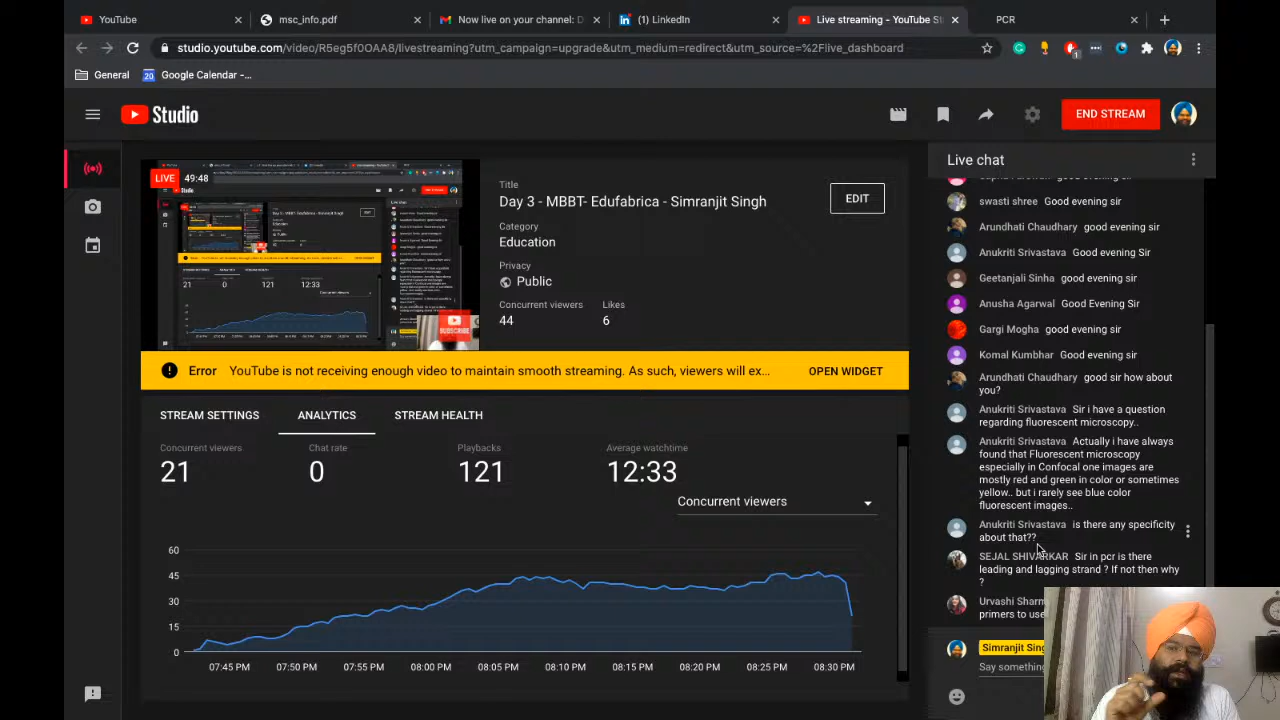 YouTube
msc_info.pdf
Now live on your channel: D
(1) LinkedIn
Live streaming - YouTube St
PCR
studio.youtube.com/video/R5eg5f0OAA8/livestreaming?utm_campaign=upgrade&utm_medium=redirect&utm_source=%2Flive_dashboard
General
Google Calendar -...
Studio
END STREAM
LIVE 49:48
Title
Day 3 - MBBT- Edufabrica - Simranjit Singh
EDIT
Category
Education
Privacy
Public
Concurrent viewers
Likes
44
6
SUBSCRIBE
Error YouTube is not receiving enough video to maintain smooth streaming. As such, viewers will ex...
OPEN WIDGET
STREAM SETTINGS
ANALYTICS
STREAM HEALTH
Concurrent viewers
Chat rate
Playbacks
Average watchtime
21
0
121
12:33
Concurrent viewers
60
45
30
15
0
07:45 PM
07:50 PM
07:55 PM
08:00 PM
08:05 PM
08:10 PM
08:15 PM
08:20 PM
08:25 PM
08:30 PM
Live chat
swasti shree Good evening sir
Arundhati Chaudhary good evening sir
Anukriti Srivastava Good Evening Sir
Geetanjali Sinha good evening sir
Anusha Agarwal Good Evening Sir
Gargi Mogha good evening sir
Komal Kumbhar Good evening sir
Arundhati Chaudhary good sir how about
you?
Anukriti Srivastava Sir i have a question
regarding fluorescent microscopy..
Anukriti Srivastava Actually i have always
found that Fluorescent microscopy
especially in Confocal one images are
mostly red and green in color or sometimes
yellow.. but i rarely see blue color
fluorescent images..
Anukriti Srivastava is there any specificity
about that??
SEJAL SHIVARKAR Sir in pcr is there
leading and lagging strand ? If not then why
?
Urvashi Sharm
primers to use
Simranjit Sing
Say something